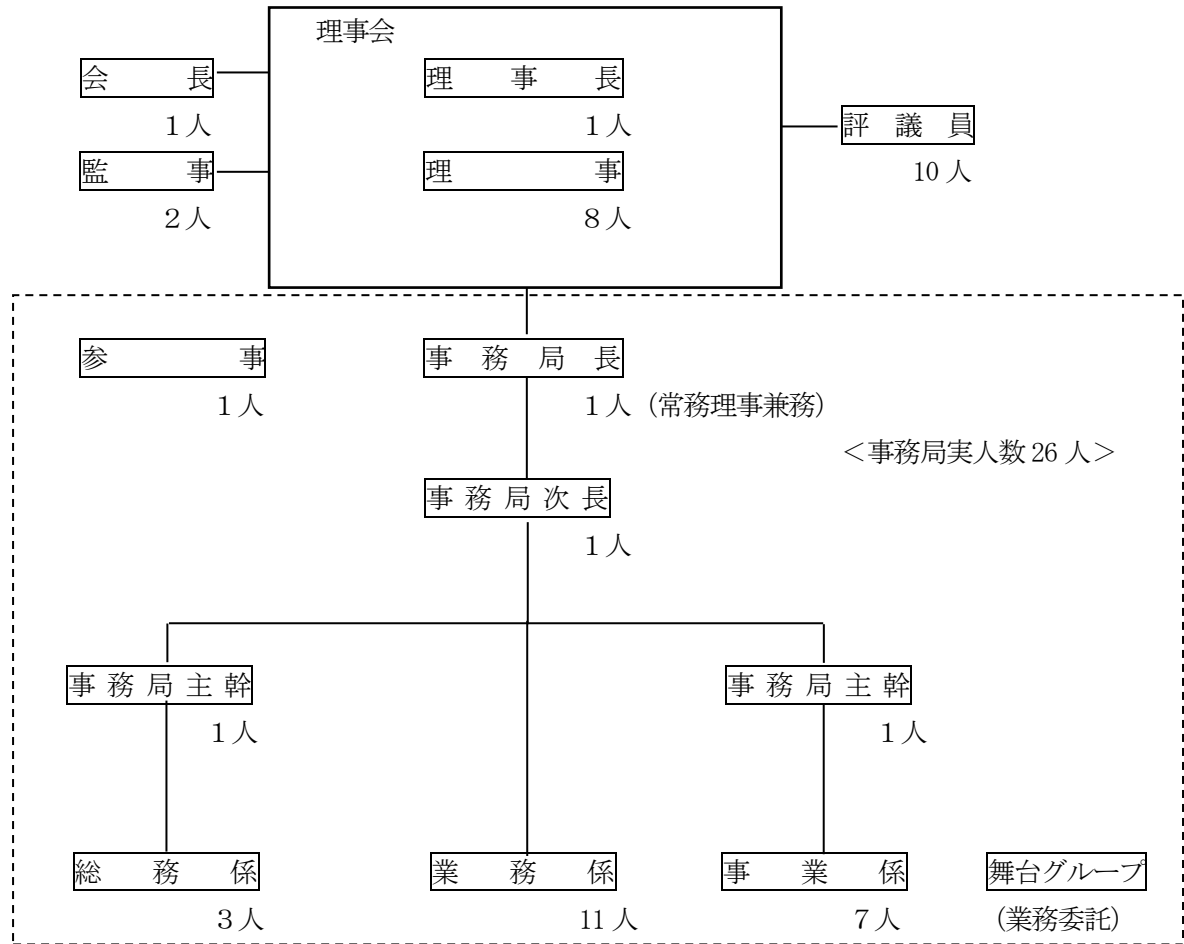 理事会
会長
理事長
1人
1人
評議員
10人
監事
理事
2人
8人
参事
事務局長
1人
1人(常務理事兼務)
<事務局実人数 26 人>
事務局次長
1人
事務局主幹
事務局主幹
1人
1人
総務係
業務係
事業係
舞台グループ
3人
11人
7人
(業務委託)